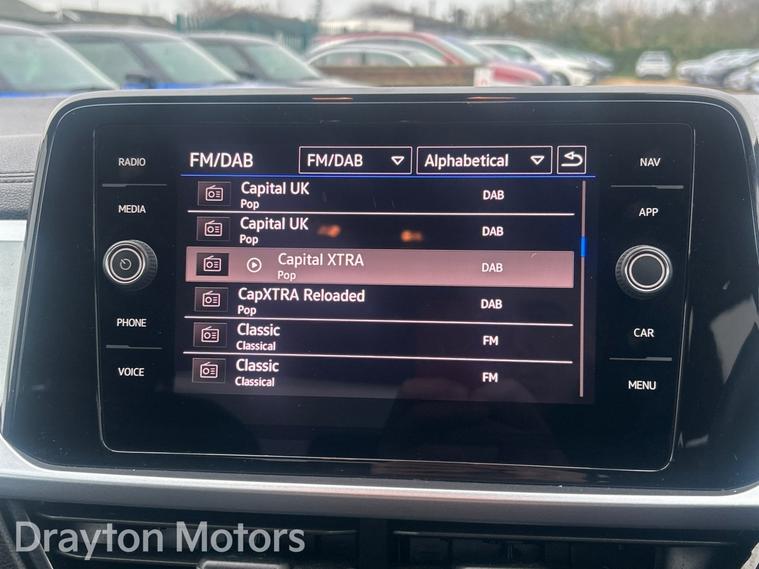 RADIO
MEDIA
PHONE
VOICE
FM/DAB FM/DAB Alphabetical
Capital UK DAB
Pop
Capital UK DAB
Pop
Capital XTRA DAB
Pop
CapXTRA Reloaded DAB
Pop
Classic FM
Classical
Classic FM
Classical
NAV
APP
CAR
MENU
Drayton Motors